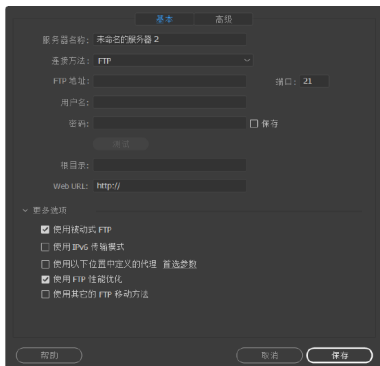 基本 高级
服务器名称: 未命名的服务器 2
连接方法: FTP
FTP 地址: 端口: 21
用户名:
密码: 保存
测试
根目录:
Web URL: http://
更多选项
使用被动式 FTP
使用 IPv6 传输模式
使用以下位置中定义的代理 首选参数
使用 FTP 性能优化
使用其它的 FTP 移动方法
帮助 取消 保存